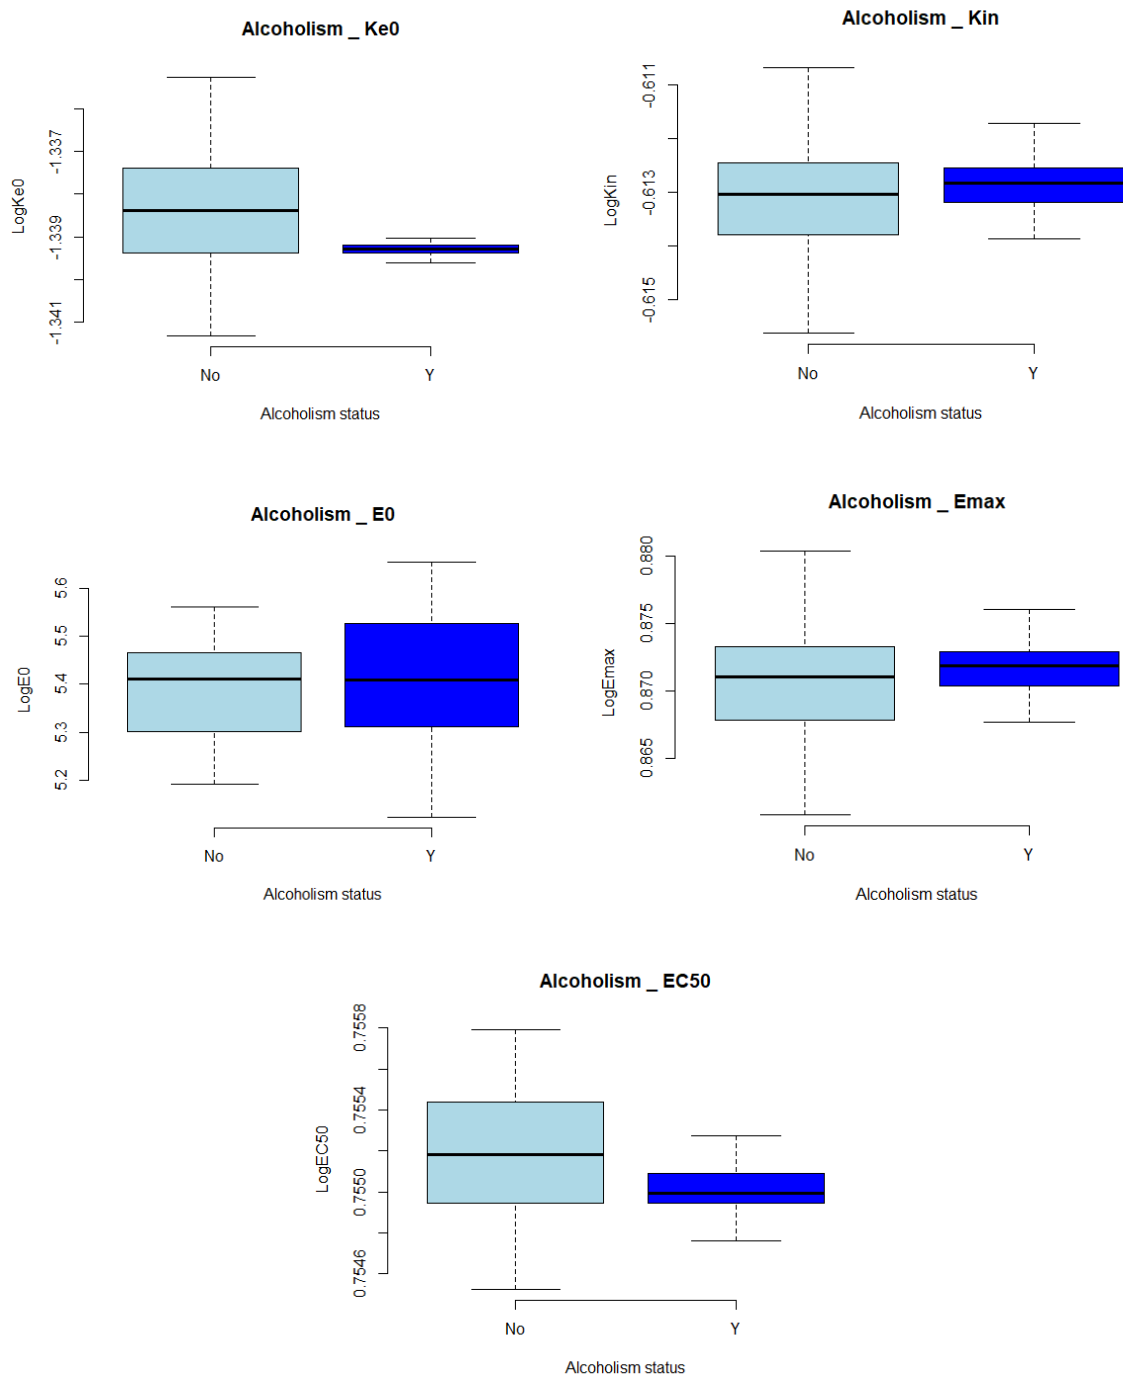 Alcoholism _ Ke0
LogKe0
-1.337
-1.339
-1.341
No Y
Alcoholism status
Alcoholism _ Kin
LogKin
-0.611
-0.613
-0.615
No Y
Alcoholism status
Alcoholism _ E0
LogE0
5.6
5.5
5.4
5.3
5.2
No Y
Alcoholism status
Alcoholism _ Emax
LogEmax
0.880
0.875
0.870
0.865
No Y
Alcoholism status
Alcoholism _ EC50
LogEC50
0.7558
0.7554
0.7550
0.7546
No Y
Alcoholism status